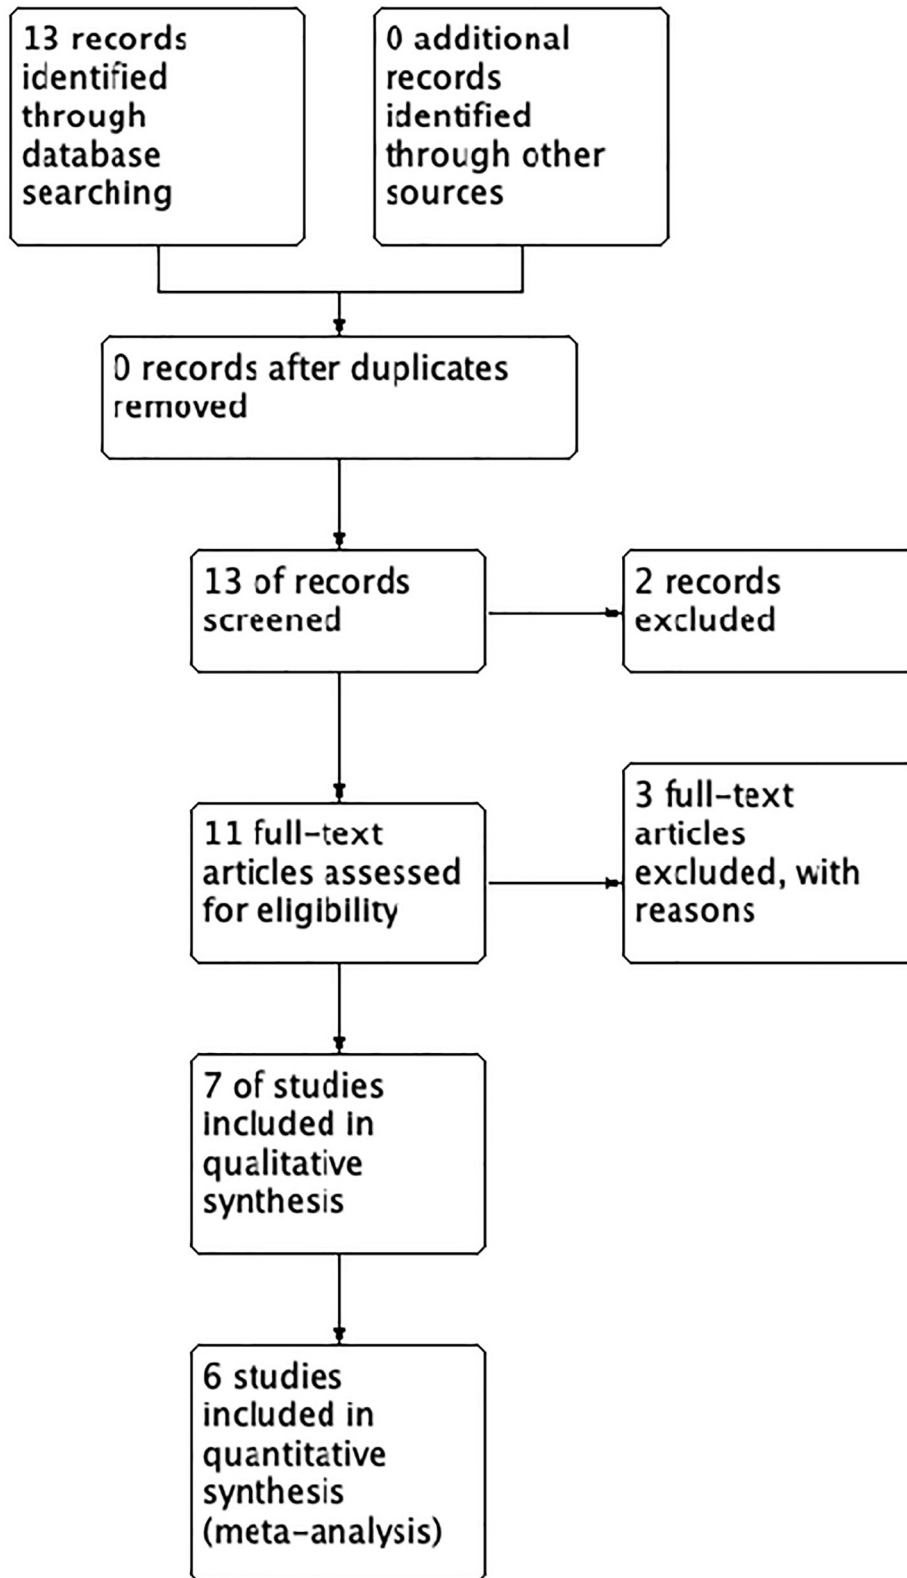 13 records
identified
through
database
searching
0 additional
records
identified
through other
sources
0 records after duplicates
removed
13 of records
screened
2 records
excluded
11 full-text
articles assessed
for eligibility
3 full-text
articles
excluded, with
reasons
7 of studies
included in
qualitative
synthesis
6 studies
included in
quantitative
synthesis
(meta-analysis)